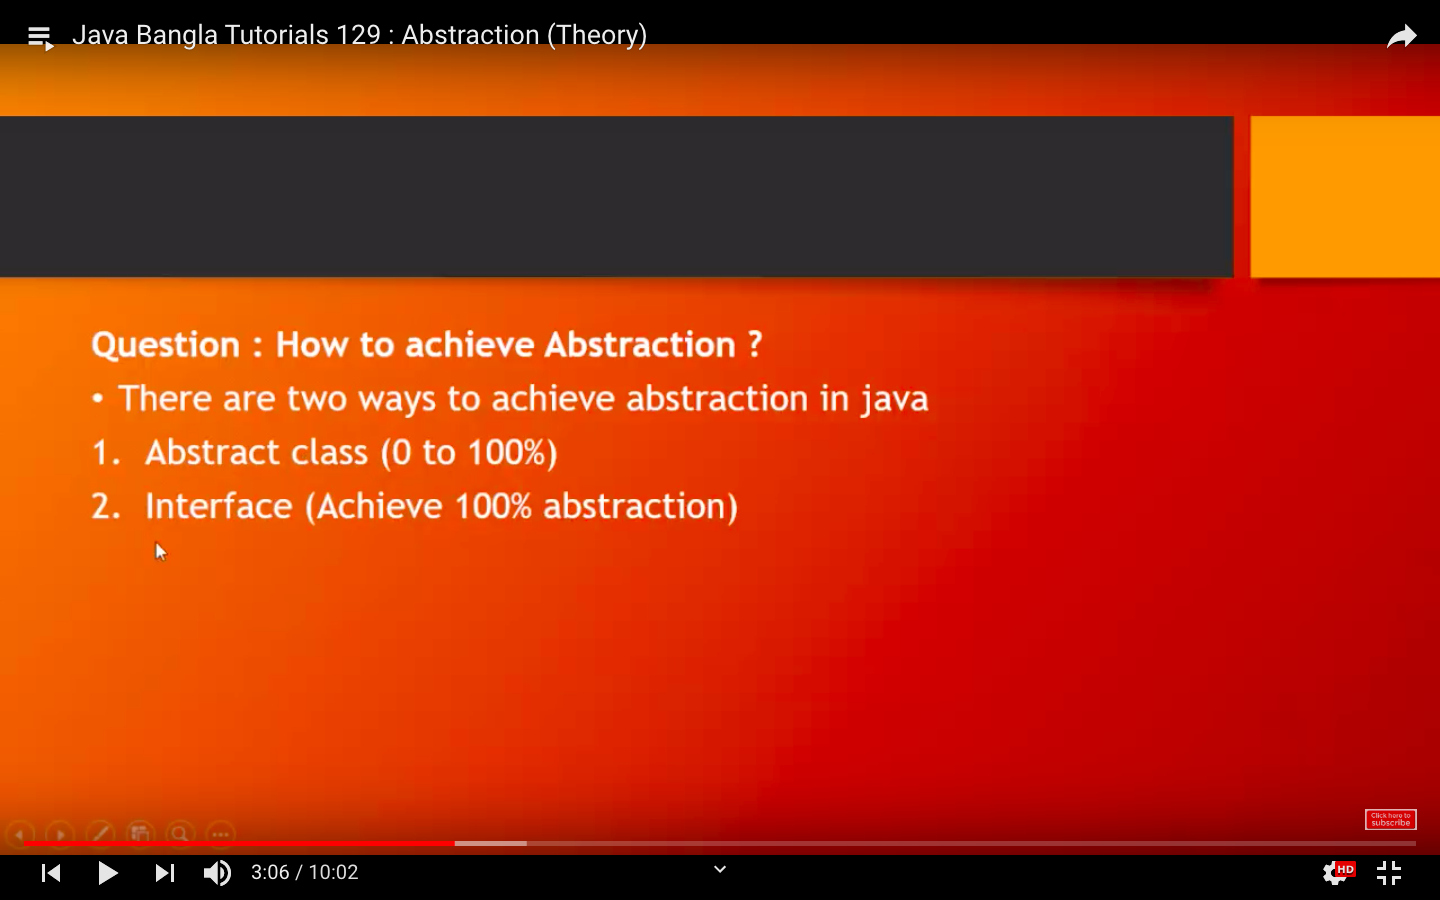 Java Bangla Tutorials 129 : Abstraction (Theory)
Question : How to achieve Abstraction ?
• There are two ways to achieve abstraction in java
1. Abstract class (0 to 100%)
2. Interface (Achieve 100% abstraction)
Click here to
subscribe
3:06 / 10:02
HD